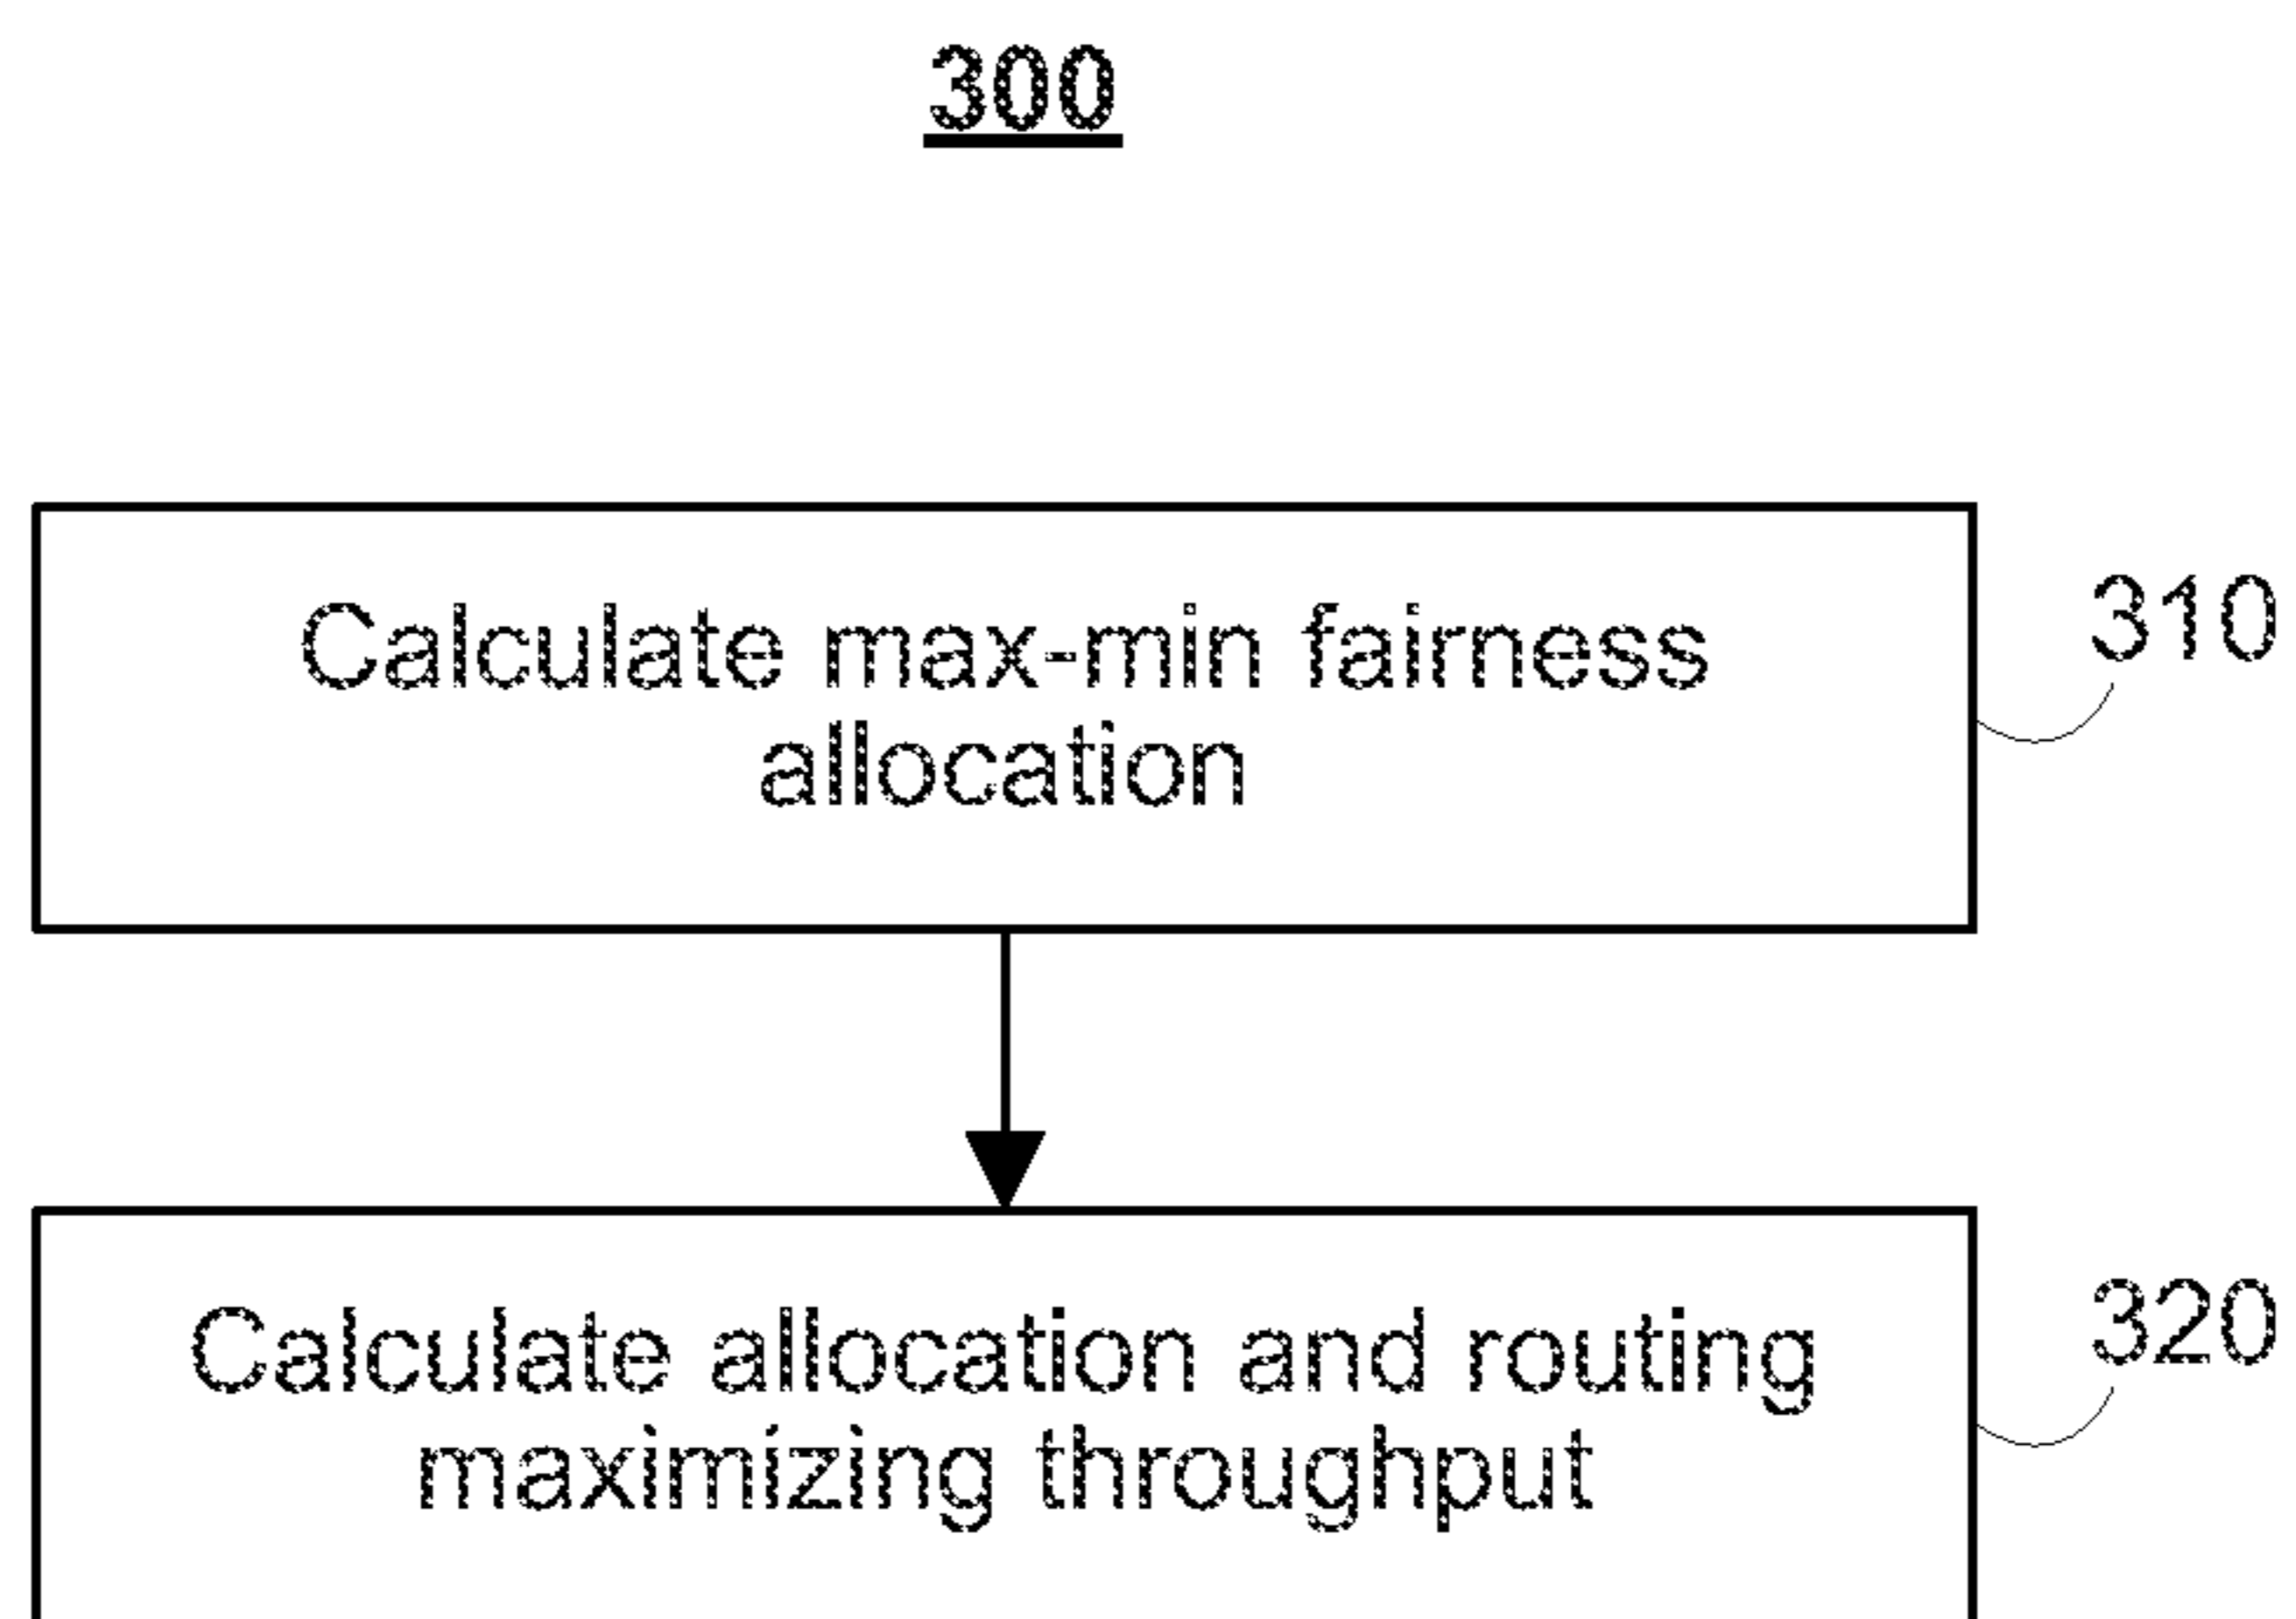 300
Calculate max-min fairness
allocation
310
Calculate allocation and routing
maximizing throughput
320